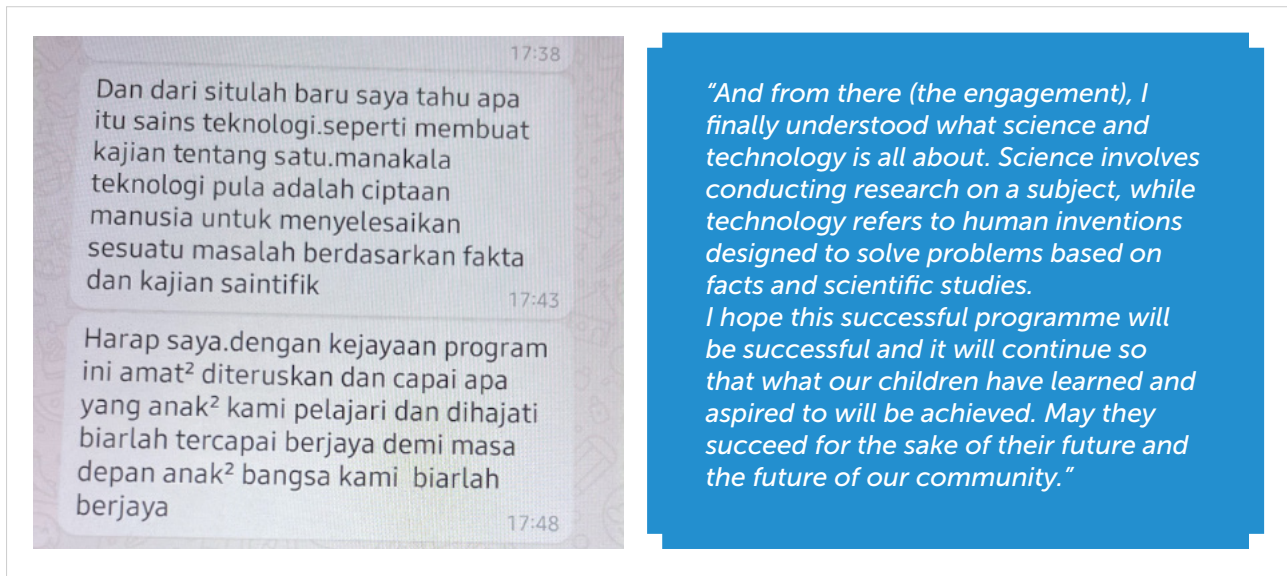 17:38
Dan dari situlah baru saya tahu apa
itu sains teknologi.seperti membuat
kajian tentang satu.manakala
teknologi pula adalah ciptaan
manusia untuk menyelesaikan
sesuatu masalah berdasarkan fakta
dan kajian saintifik
17:43
Harap saya.dengan kejayaan program
ini amat² diteruskan dan capai apa
yang anak² kami pelajari dan dihajati
biarlah tercapai berjaya demi masa
depan anak² bangsa kami biarlah
berjaya
17:48
“And from there (the engagement), I
finally understood what science and
technology is all about. Science involves
conducting research on a subject, while
technology refers to human inventions
designed to solve problems based on
facts and scientific studies.
I hope this successful programme will
be successful and it will continue so
that what our children have learned and
aspired to will be achieved. May they
succeed for the sake of their future and
the future of our community.”